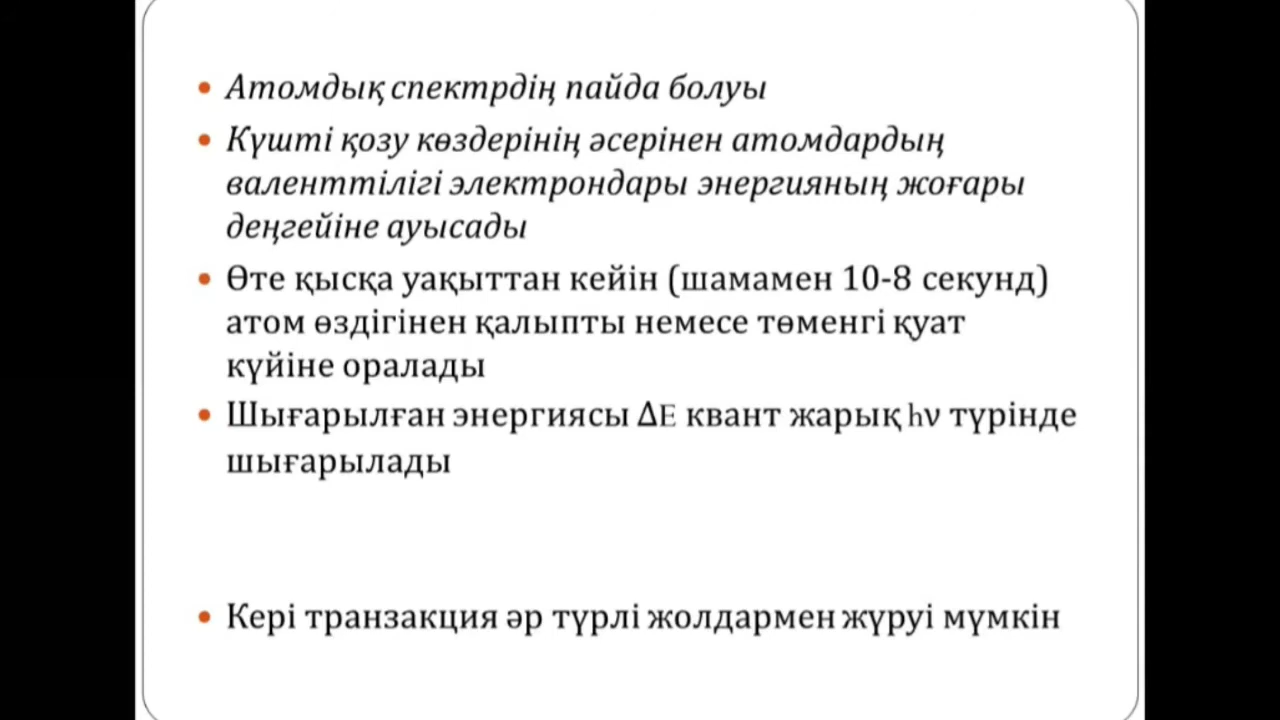 • Атомдық спектрдің пайда болуы
• Күшті қозу көздерінің әсерінен атомдардың
валенттілігі электрондары энергияның жоғары
деңгейіне ауысады
• Өте қысқа уақыттан кейін (шамамен 10-8 секунд)
атом өздігінен қалыпты немесе төменгі қуат
күйіне оралады
• Шығарылған энергиясы ΔE квант жарық hν түрінде
шығарылады
• Кері транзакция әр түрлі жолдармен жүруі мүмкін